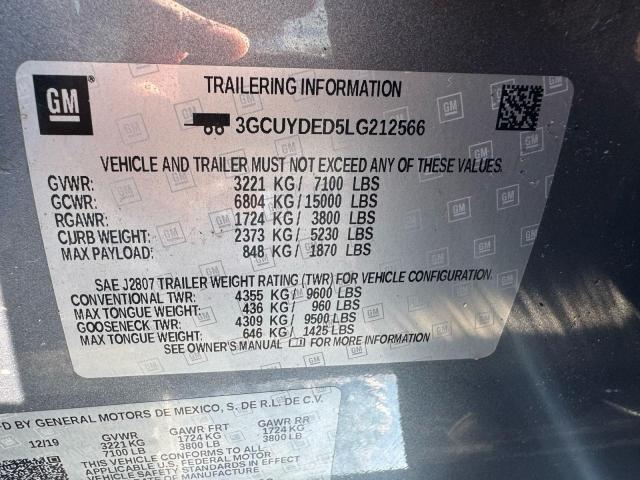 GM
®
TRAILERING INFORMATION
3GCUYDED5LG212566
VEHICLE AND TRAILER MUST NOT EXCEED ANY OF THESE VALUES.
GVWR: 3221 KG/ 7100 LBS
GCWR: 6804 KG/15000 LBS
RGAWR: 1724 KG/ 3800 LBS
CURB WEIGHT: 2373 KG/ 5230 LBS
MAX PAYLOAD: 848 KG/ 1870 LBS
SAE J2807 TRAILER WEIGHT RATING (TWR) FOR VEHICLE CONFIGURATION.
CONVENTIONAL TWR: 4355 KG/ 9600 LBS
MAX TONGUE WEIGHT: 436 KG/ 960 LBS
GOOSENECK TWR: 4309 KG/ 9500 LBS
MAX TONGUE WEIGHT: 646 KG/ 1425 LBS
SEE OWNER'S MANUAL FOR MORE INFORMATION
FD BY GENERAL MOTORS DE MEXICO, S. DE R.L. DE C.V.
12/19 GVWR GAWR FRT GAWR RR
3221 KG 1724 KG 1724 KG
7100 LB 3800 LB 3800 LB
THIS VEHICLE CONFORMS TO ALL
APPLICABLE U.S. FEDERAL
VEHICLE SAFETY STANDARDS IN EFFECT
MANUFACTURE